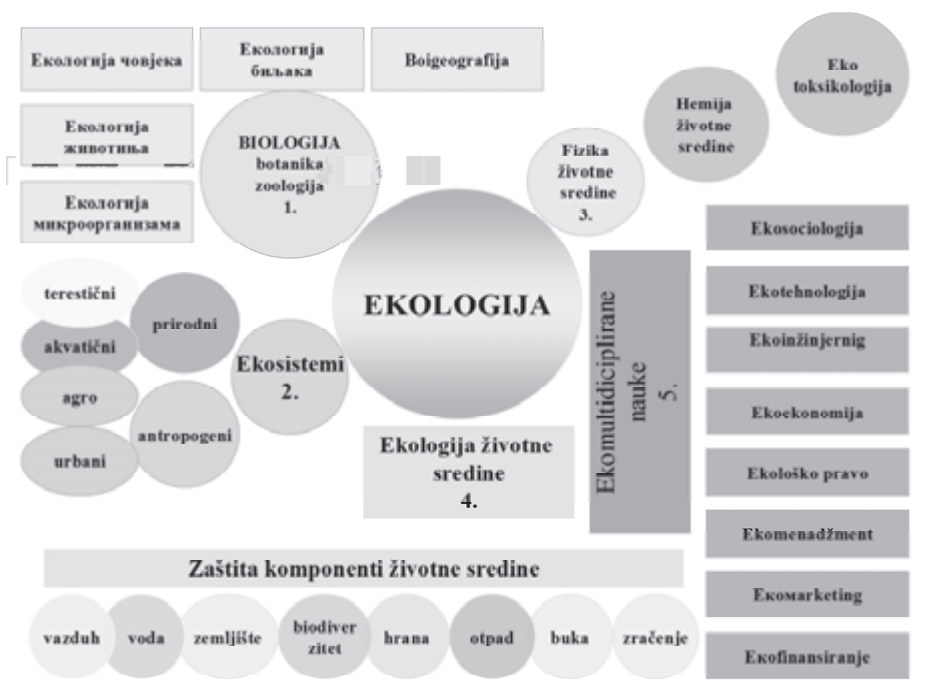 Екологија човјека
Екологија
биљака
Boigeografija
Eko
toksikologija
Hemija
životne
sredine
Екологија
животиња
BIOLOGIJA
botanika
zoologija
1.
Fizika
životne
sredine
3.
Екологија
микроорганизама
Ekosociologija
terestični
prirodni
akvatični
agro
antropogeni
urbani
Ekosistemi
2.
EKOLOGIJA
Ekomultidiciplirane
nauke
5.
Ekotehnologija
Ekoinžinjernig
Ekoekonomija
Ekološko pravo
Ekomenadžment
Eкoмarketing
Eкofinansiranje
Ekologija životne
sredine
4.
Zaštita komponenti životne sredine
vazduh
voda
zemljište
biodiver
zitet
hrana
otpad
buka
zračenje